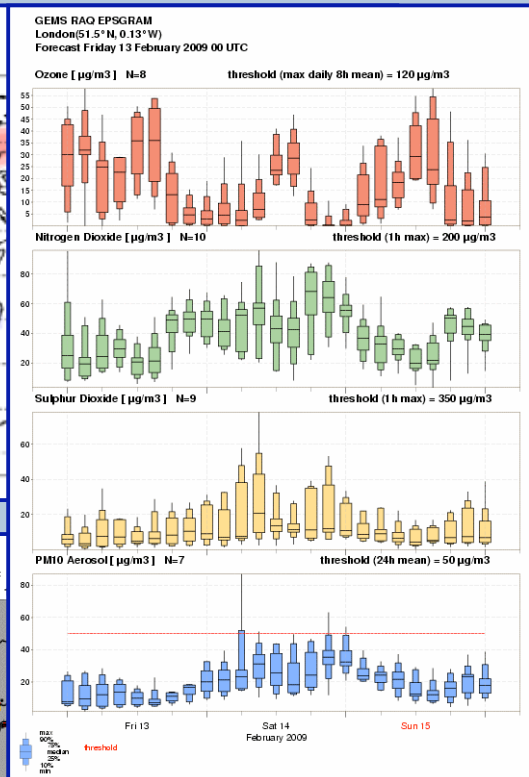 GEMS RAQ EPSGRAM
London(51.5°N, 0.13°W)
Forecast Friday 13 February 2009 00 UTC
Ozone [ µg/m3 ] N=8 threshold (max daily 8h mean) = 120 µg/m3
55
50
45
40
35
30
25
20
15
10
5
Nitrogen Dioxide [ µg/m3 ] N=10 threshold (1h max) = 200 µg/m3
80
60
40
20
Sulphur Dioxide [ µg/m3 ] N=9 threshold (1h max) = 350 µg/m3
60
40
20
PM10 Aerosol [ µg/m3 ] N=7 threshold (24h mean) = 50 µg/m3
80
60
40
20
Fri 13 Sat 14 Sun 15
February 2009
max
90%
75%
median
25%
10%
min
threshold